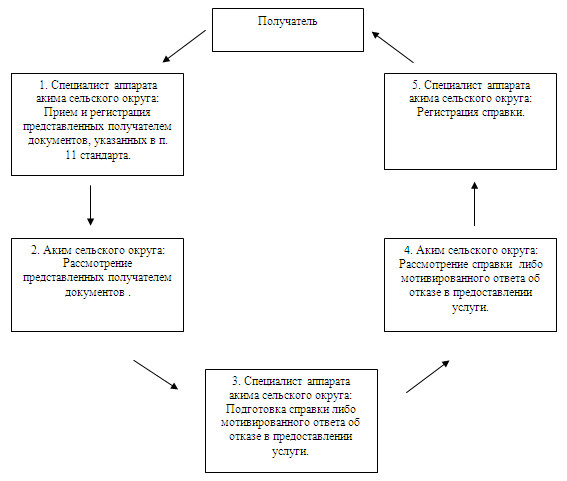 Получатель
1. Специалист аппарата
акима сельского округа:
Прием и регистрация
представленных получателем
документов, указанных в п.
11 стандарта.
2. Аким сельского округа:
Рассмотрение
представленных получателем
документов .
3. Специалист аппарата
акима сельского округа:
Подготовка справки либо
мотивированного ответа об
отказе в предоставлении
услуги.
4. Аким сельского округа:
Рассмотрение справки либо
мотивированного ответа об
отказе в предоставлении
услуги.
5. Специалист аппарата
акима сельского округа:
Регистрация справки.